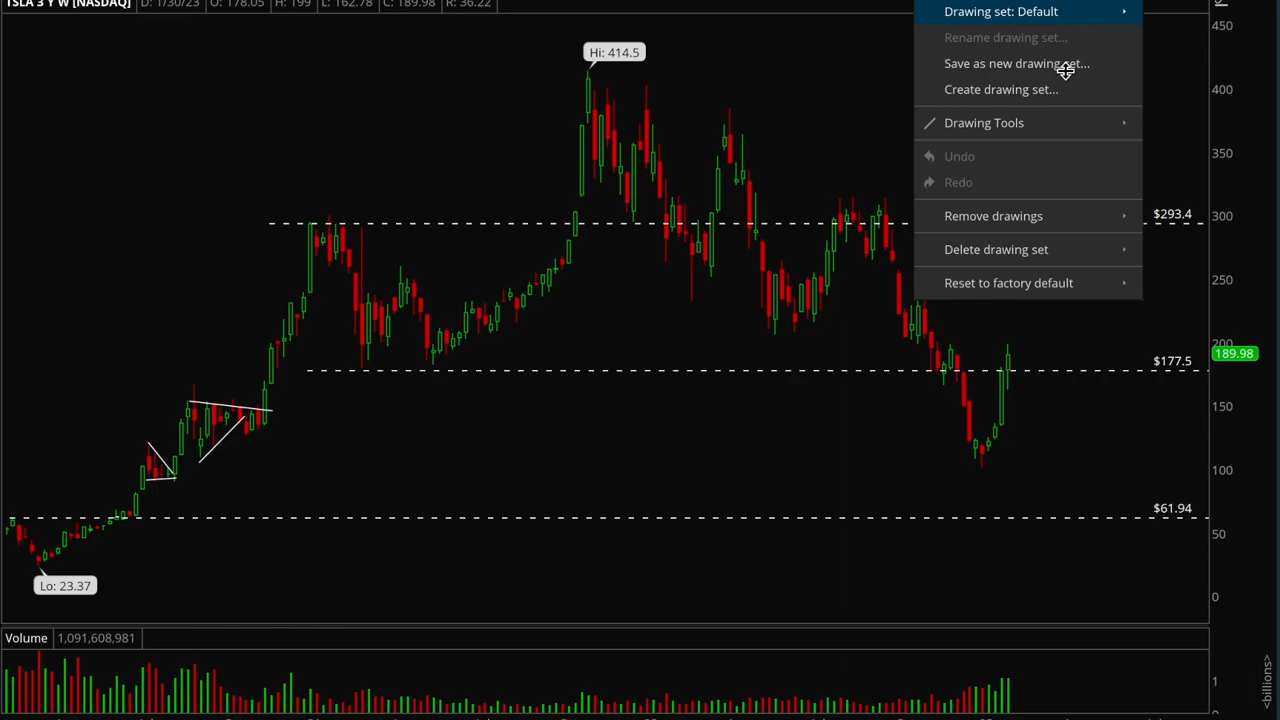 TSLA 3 Y W [NASDAQ] D: 1/30/23 O: 178.05 H: 199 L: 162.78 C: 189.98 R: 36.22
Drawing set: Default
Rename drawing set...
Save as new drawing set...
Create drawing set...
Drawing Tools
Undo
Redo
Remove drawings
Delete drawing set
Reset to factory default
Hi: 414.5
$293.4
$177.5
$61.94
Lo: 23.37
450
400
350
300
250
200
189.98
150
100
50
0
Volume 1,091,608,981
1
<billions>